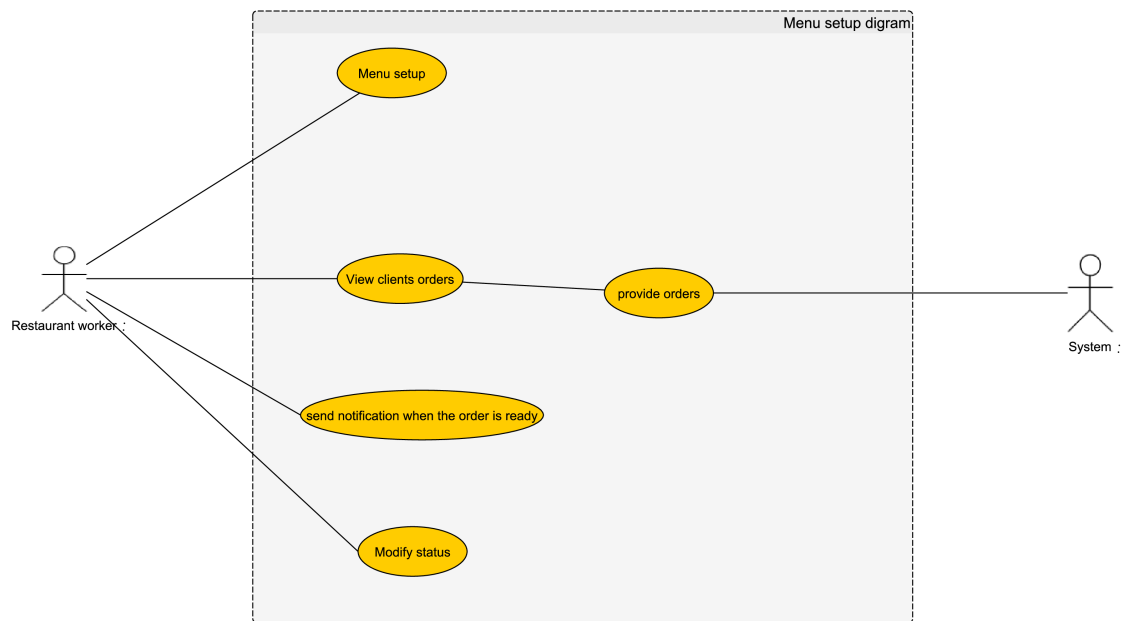 Menu setup digram
Menu setup
View clients orders
provide orders
Restaurant worker :
System :
send notification when the order is ready
Modify status